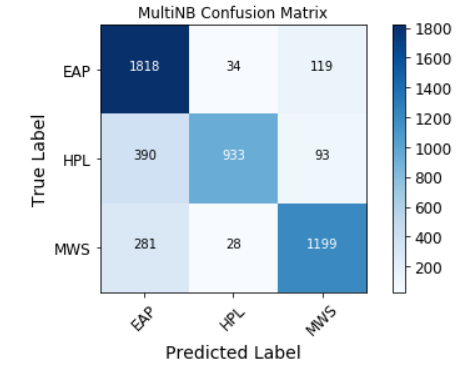 MultiNB Confusion Matrix
True Label
EAP
1818 34 119
HPL
390 933 93
MWS
281 28 1199
EAP HPL MWS
Predicted Label
1800
1600
1400
1200
1000
800
600
400
200